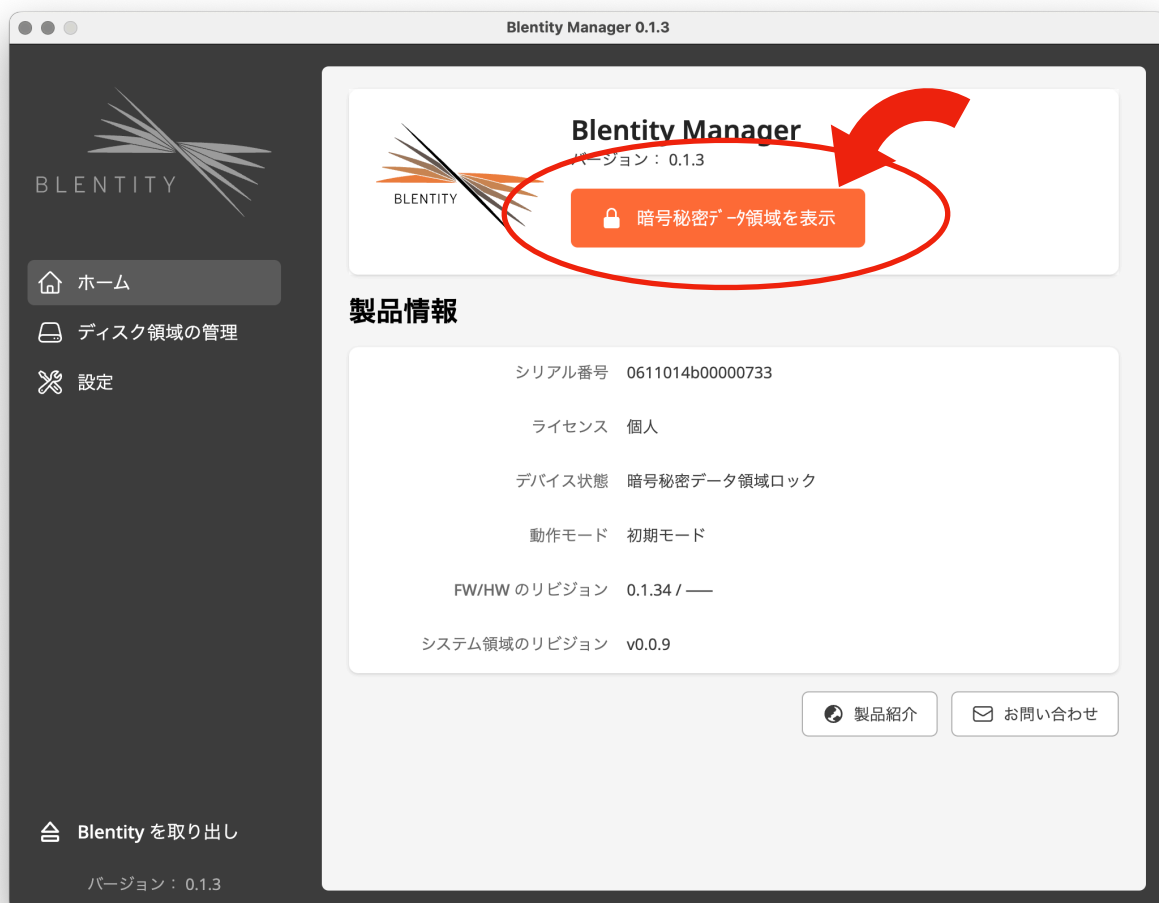 Blentity Manager 0.1.3
BLENTITY
ホーム
ディスク領域の管理
設定
Blentity を取り出し
バージョン： 0.1.3
BLENTITY
Blentity Manager
バージョン： 0.1.3
暗号秘密ﾃﾞｰﾀ領域を表示
製品情報
シリアル番号 0611014b00000733
ライセンス 個人
デバイス状態 暗号秘密データ領域ロック
動作モード 初期モード
FW/HW のリビジョン 0.1.34 / −−−
システム領域のリビジョン v0.0.9
製品紹介 お問い合わせ